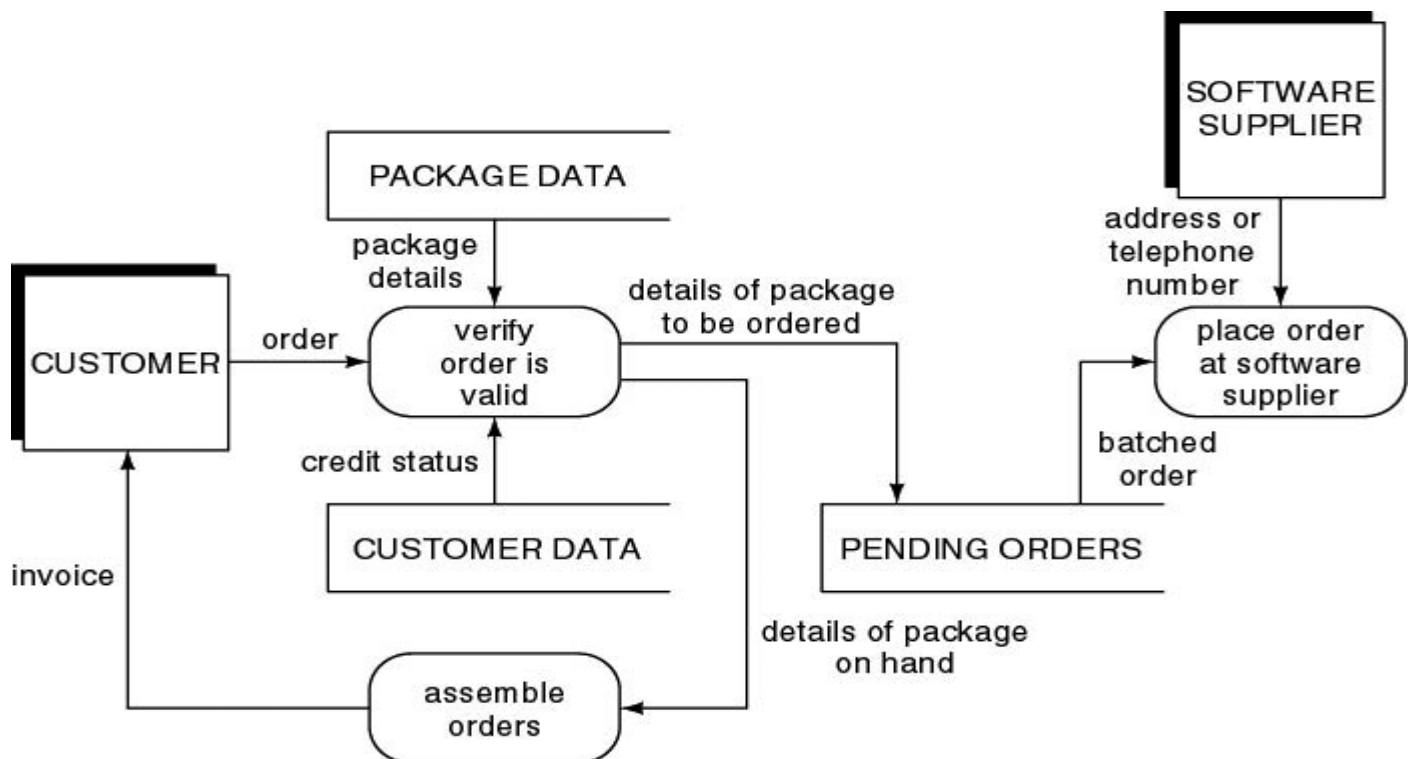 SOFTWARE
SUPPLIER
PACKAGE DATA
package
details
address or
telephone
number
details of package
to be ordered
CUSTOMER
order
verify
order is
valid
place order
at software
supplier
credit status
batched
order
CUSTOMER DATA
PENDING ORDERS
invoice
details of package
on hand
assemble
orders